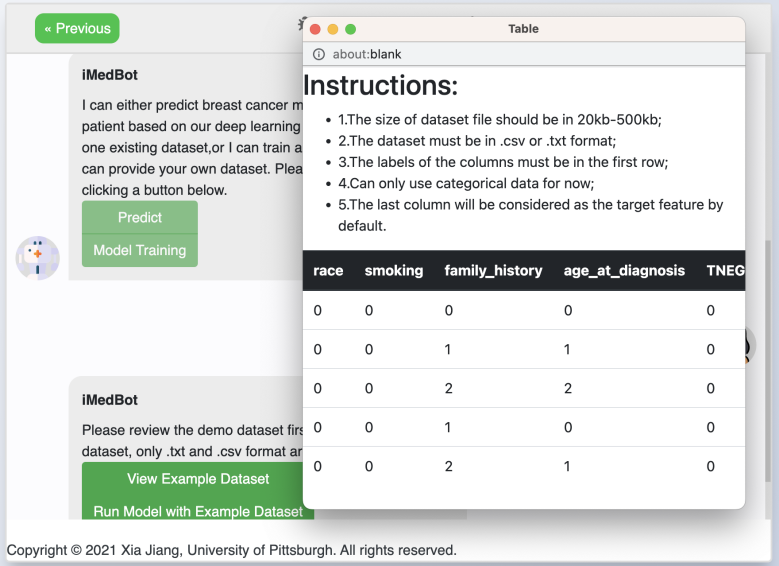 « Previous
iMedBot
I can either predict breast cancer m
patient based on our deep learning
one existing dataset,or I can train a
can provide your own dataset. Plea
clicking a button below.
Predict
Model Training
iMedBot
Please review the demo dataset firs
dataset, only .txt and .csv format ar
View Example Dataset
Run Model with Example Dataset
Table
about:blank
Instructions:
• 1.The size of dataset file should be in 20kb-500kb;
• 2.The dataset must be in .csv or .txt format;
• 3.The labels of the columns must be in the first row;
• 4.Can only use categorical data for now;
• 5.The last column will be considered as the target feature by
default.
race smoking family_history age_at_diagnosis TNEG
0 0 0 0 0
0 0 1 1 0
0 0 2 2 0
0 0 1 0 0
0 0 2 1 0
Copyright © 2021 Xia Jiang, University of Pittsburgh. All rights reserved.